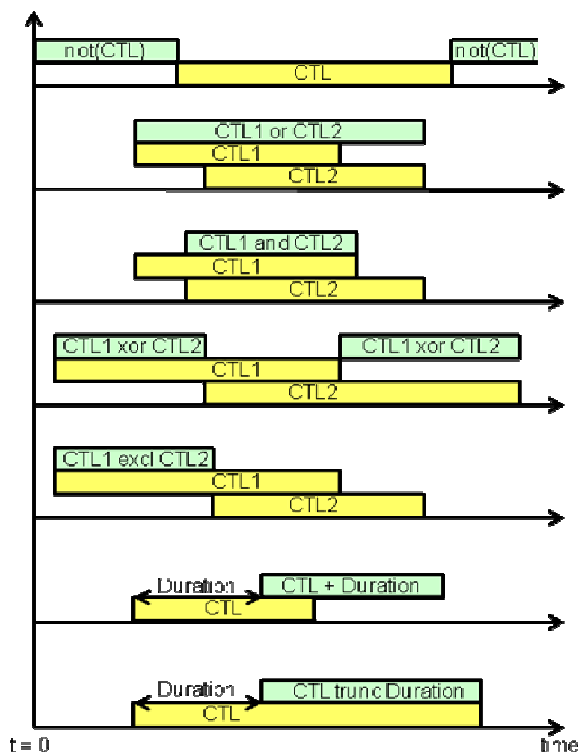 not(CTL) not(CTL)
CTL
CTL1 or CTL2
CTL1
CTL2
CTL1 and CTL2
CTL1
CTL2
CTL1 xor CTL2 CTL1 xor CTL2
CTL1
CTL2
CTL1 excl CTL2
CTL1
CTL2
Duration CTL + Duration
CTL
Duration CTL trunc Duration
CTL
t = 0 time